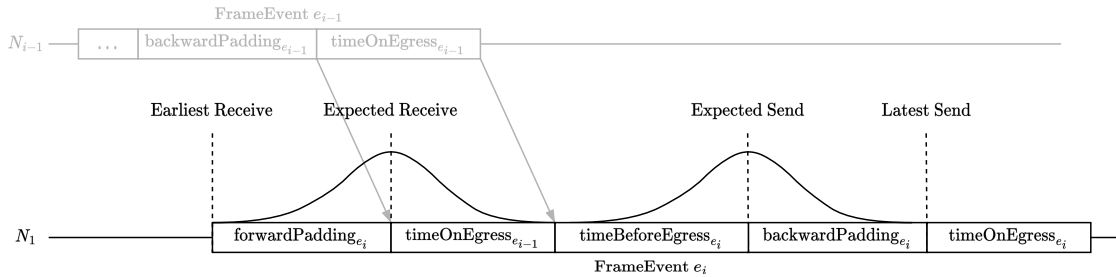 FrameEvent e_{i−1}
N_{i−1} ... backwardPadding_{e_{i−1}} timeOnEgress_{e_{i−1}}
Earliest Receive Expected Receive Expected Send Latest Send
N_1 forwardPadding_{e_i} timeOnEgress_{e_{i−1}} timeBeforeEgress_{e_i} backwardPadding_{e_i} timeOnEgress_{e_i}
FrameEvent e_i